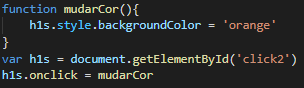 function mudarCor(){
h1s.style.backgroundColor = 'orange'
}
var h1s = document.getElementById('click2')
h1s.onclick = mudarCor